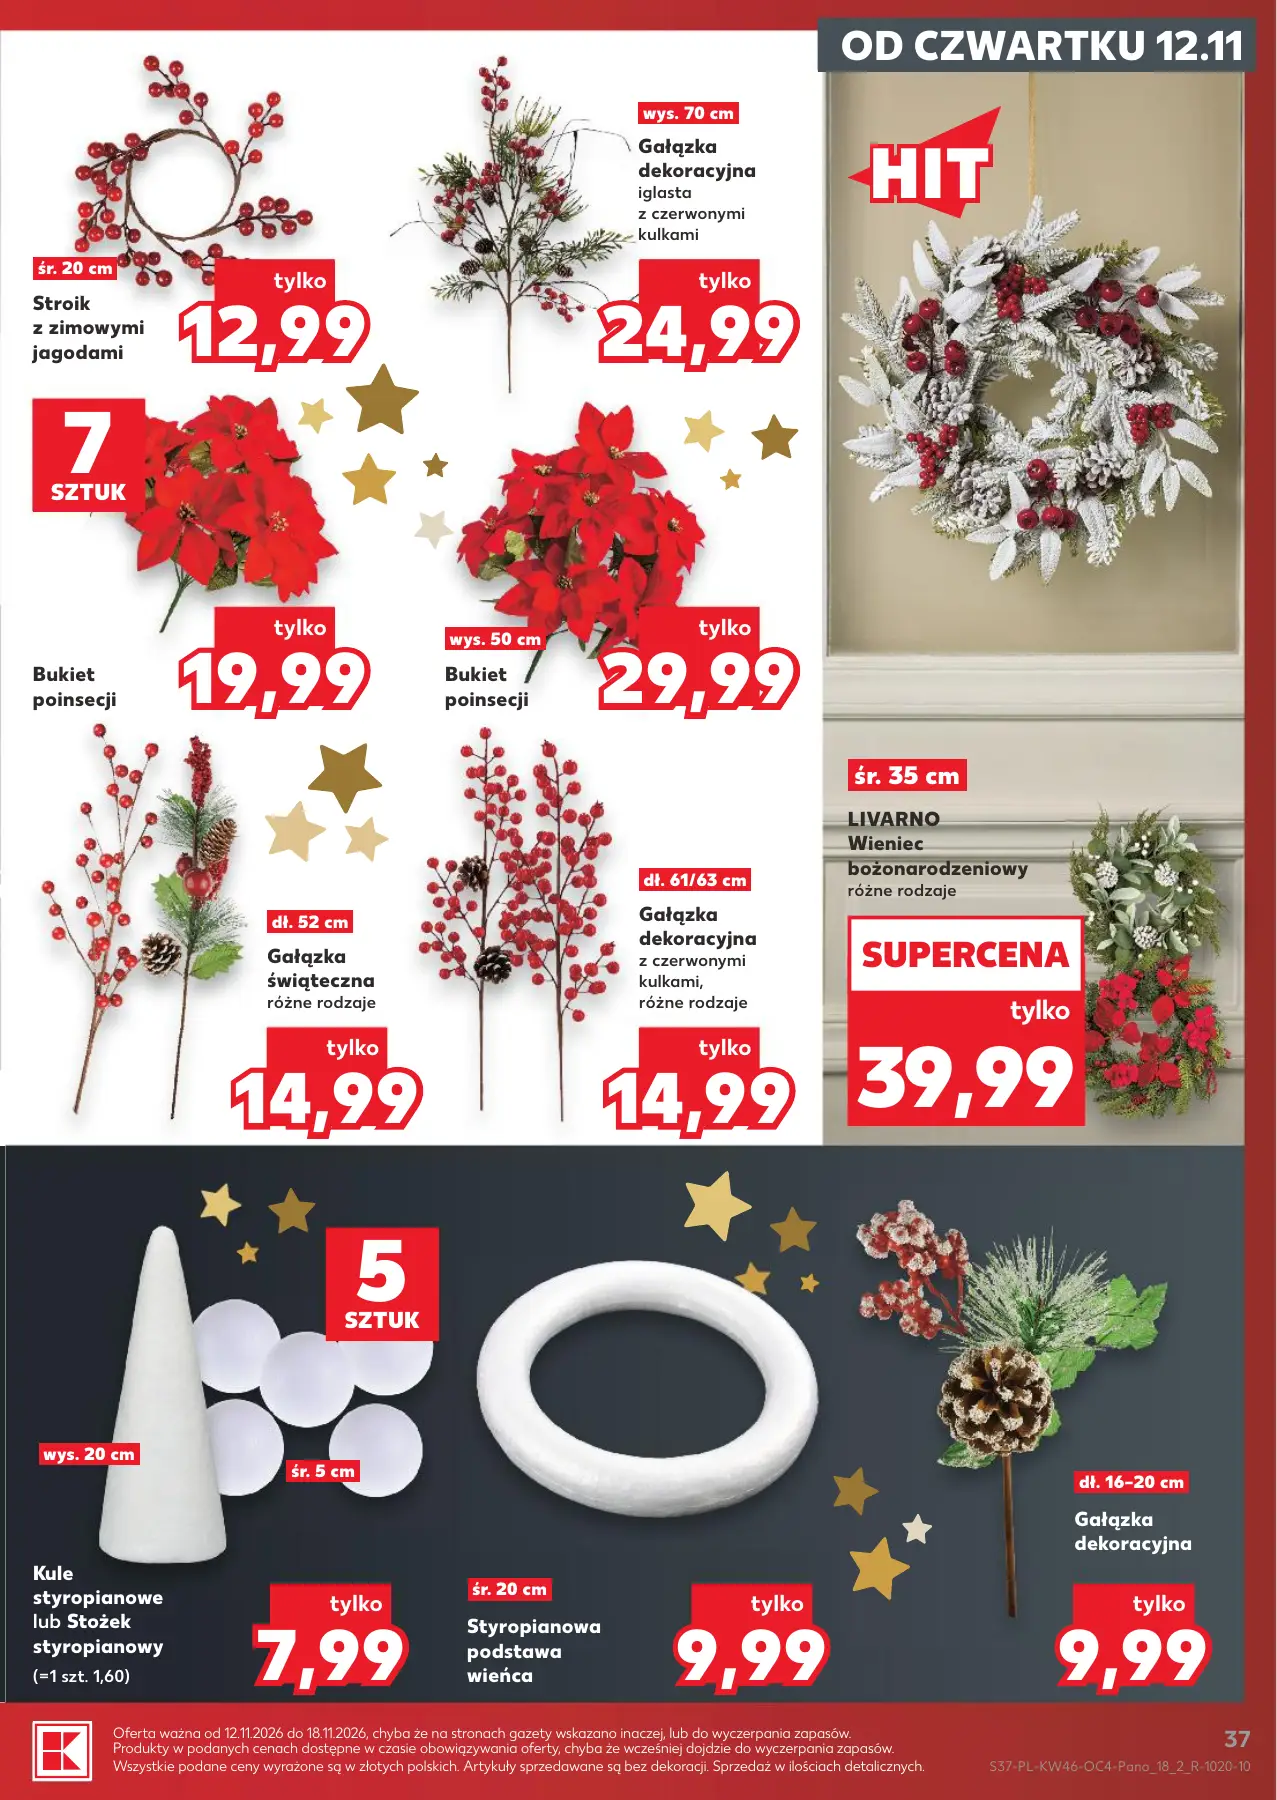 OD CZWARTKU 12.11
śr. 20 cm
Stroik
z zimowymi
jagodami
tylko
12,99
wys. 70 cm
Gałązka
dekoracyjna
iglasta
z czerwonymi
kulkami
tylko
24,99
HIT
7
SZTUK
Bukiet
poinsecji
tylko
19,99
wys. 50 cm
Bukiet
poinsecji
tylko
29,99
dł. 52 cm
Gałązka
świąteczna
różne rodzaje
tylko
14,99
dł. 61/63 cm
Gałązka
dekoracyjna
z czerwonymi
kulkami,
różne rodzaje
tylko
14,99
śr. 35 cm
LIVARNO
Wieniec
bożonarodzeniowy
różne rodzaje
SUPERCENA
tylko
39,99
5
SZTUK
wys. 20 cm
śr. 5 cm
Kule
styropianowe
lub Stożek
styropianowy
(=1 szt. 1,60)
tylko
7,99
śr. 20 cm
Styropianowa
podstawa
wieńca
tylko
9,99
dł. 16–20 cm
Gałązka
dekoracyjna
tylko
9,99
Oferta ważna od 12.11.2026 do 18.11.2026, chyba że na stronach gazety wskazano inaczej, lub do wyczerpania zapasów.
Produkty w podanych cenach dostępne w czasie obowiązywania oferty, chyba że wcześniej dojdzie do wyczerpania zapasów.
Wszystkie podane ceny wyrażone są w złotych polskich. Artykuły sprzedawane są bez dekoracji. Sprzedaż w ilościach detalicznych.
37
S37-PL-KW46-OC4-Pano_18_2_R-1020-10